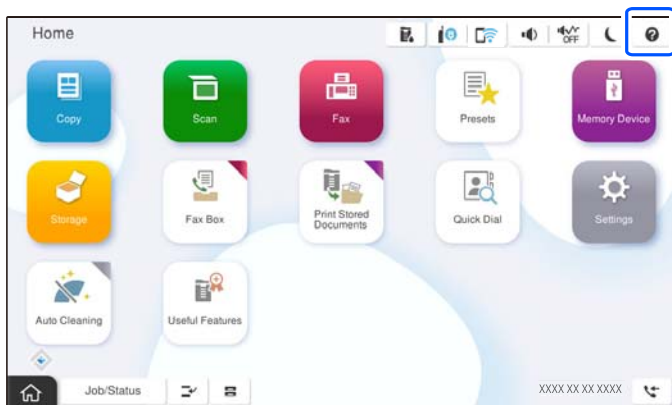 Home
OFF
?
Copy
Scan
Fax
Presets
Memory Device
Storage
Fax Box
Print Stored
Documents
Quick Dial
Settings
Auto Cleaning
Useful Features
Job/Status
XXXX XX XX XXXX